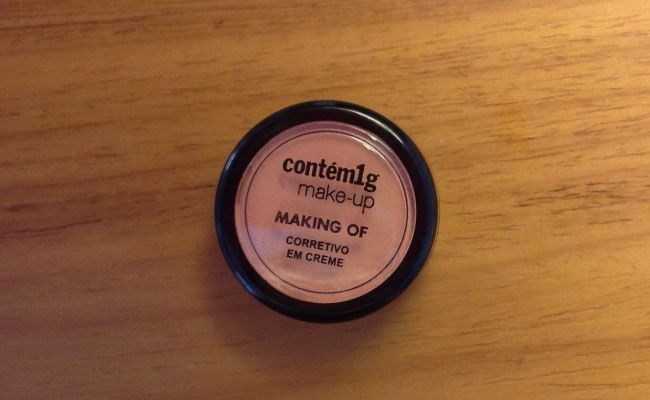 contém1g
make-up
MAKING OF
CORRETIVO
EM CREME